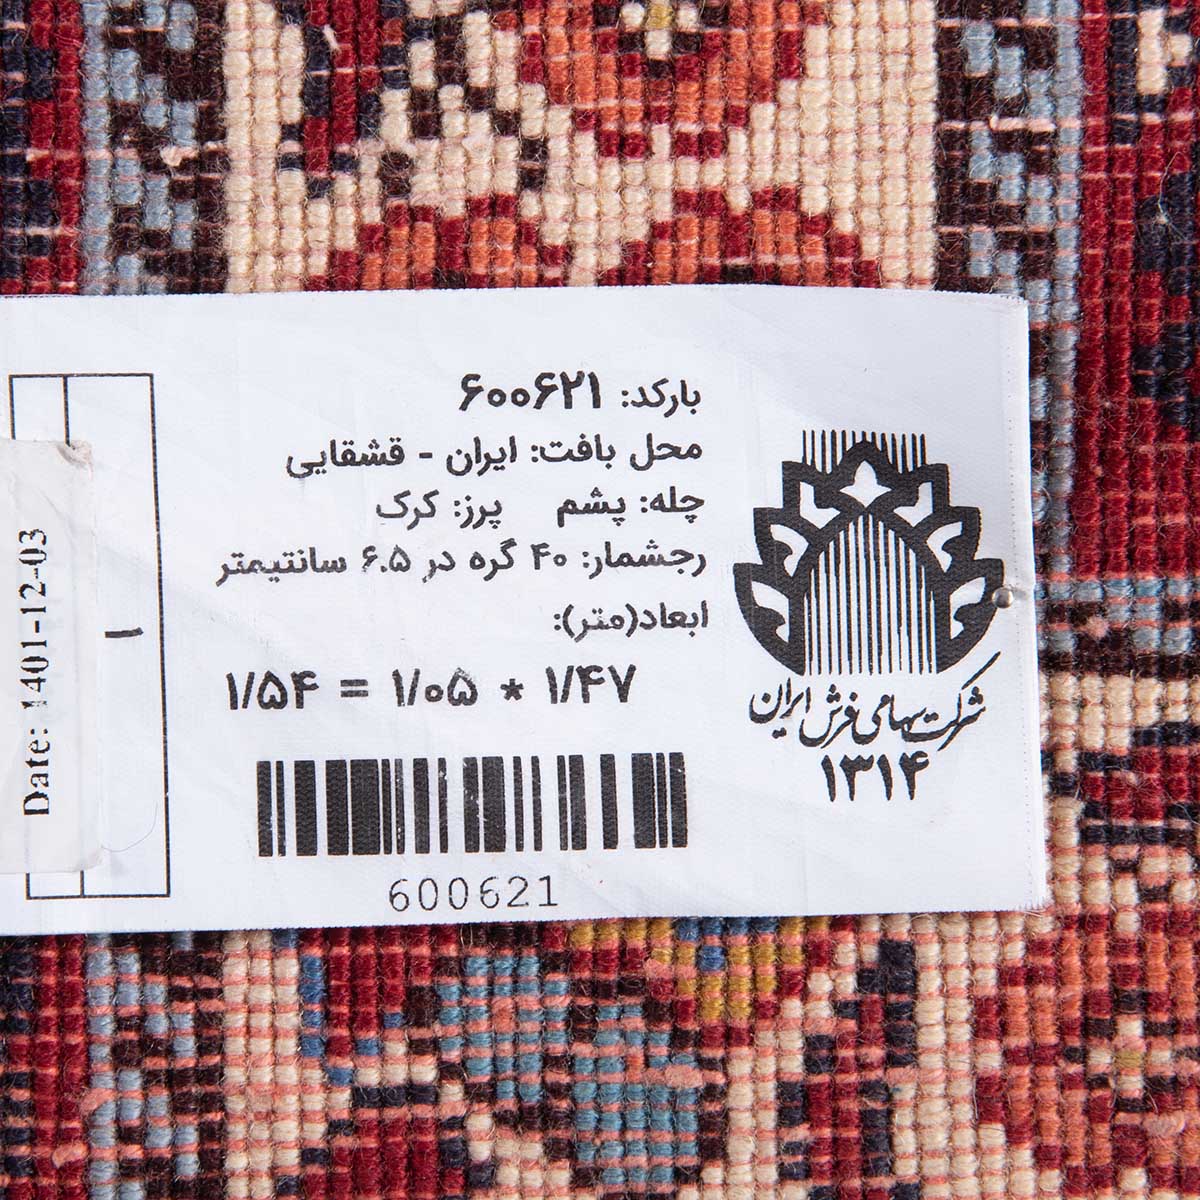 بارکد: ۶۰۰۶۲۱
محل بافت: ایران - قشقایی
چله: پشم پرز: کرک
رجشمار: ۴۰ گره در ۶.۵ سانتیمتر
ابعاد(متر):
۱/۴۷ * ۱/۰۵ = ۱/۵۴
600621
شرکت سهامی فرش ایران
۱۳۱۴
۱
Date: 1401-12-03